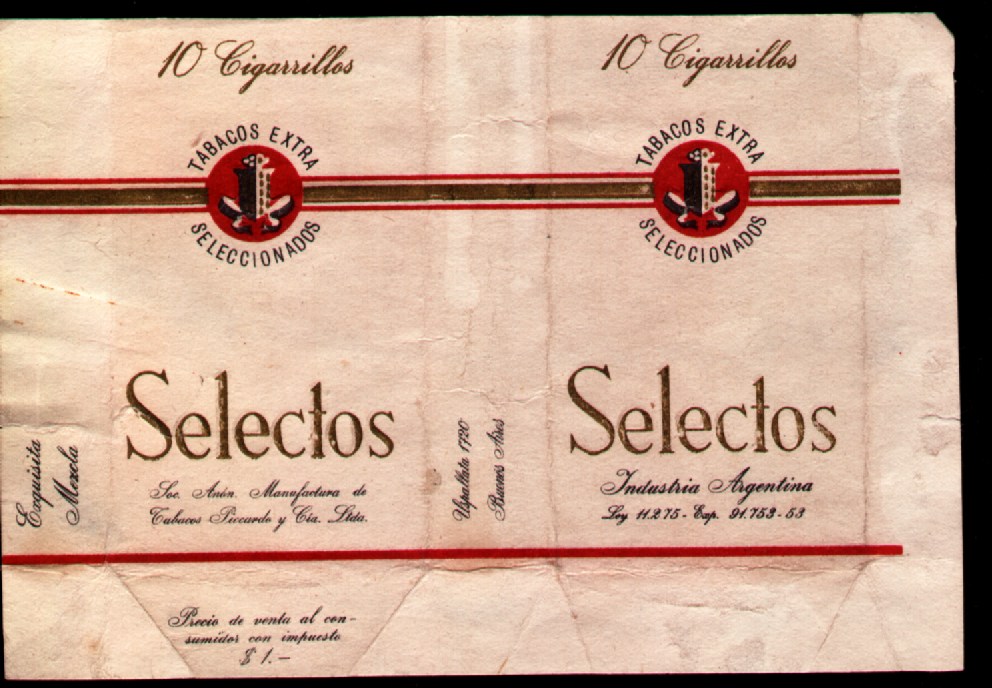 10 Cigarrillos
TABACOS EXTRA
SELECCIONADOS
Selectos
Soc. Anón. Manufactura de
Tabacos Piccardo y Cía. Ltda.
Precio de venta al con-
sumidor con impuesto
$ 1.—
Exquisita
Mezcla
Uspallata 1720
Buenos Aires
10 Cigarrillos
TABACOS EXTRA
SELECCIONADOS
Selectos
Industria Argentina
Ley 11.275 - Exp. 91.753 - 53